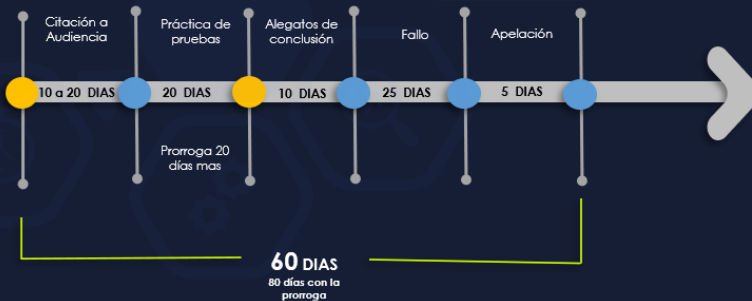 Citación a
Audiencia
Práctica de
pruebas
Alegatos de
conclusión
Fallo
Apelación
10 a 20 DIAS
20 DIAS
10 DIAS
25 DIAS
5 DIAS
Prorroga 20
días mas
60 DIAS
80 días con la
prorroga